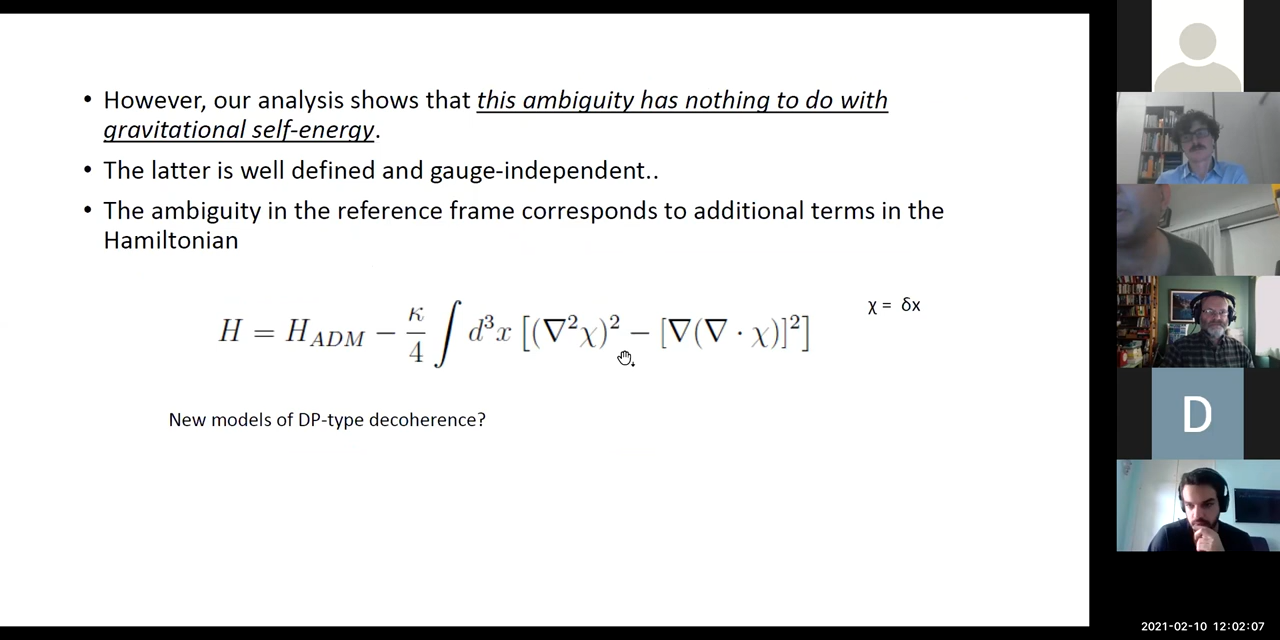 • However, our analysis shows that this ambiguity has nothing to do with
gravitational self-energy.
• The latter is well defined and gauge-independent..
• The ambiguity in the reference frame corresponds to additional terms in the
Hamiltonian
χ = δx
H = H_{ADM} − κ/4 ∫ d³x [(∇²χ)² − [∇(∇ · χ)]²]
New models of DP-type decoherence?
D
2021-02-10 12:02:07